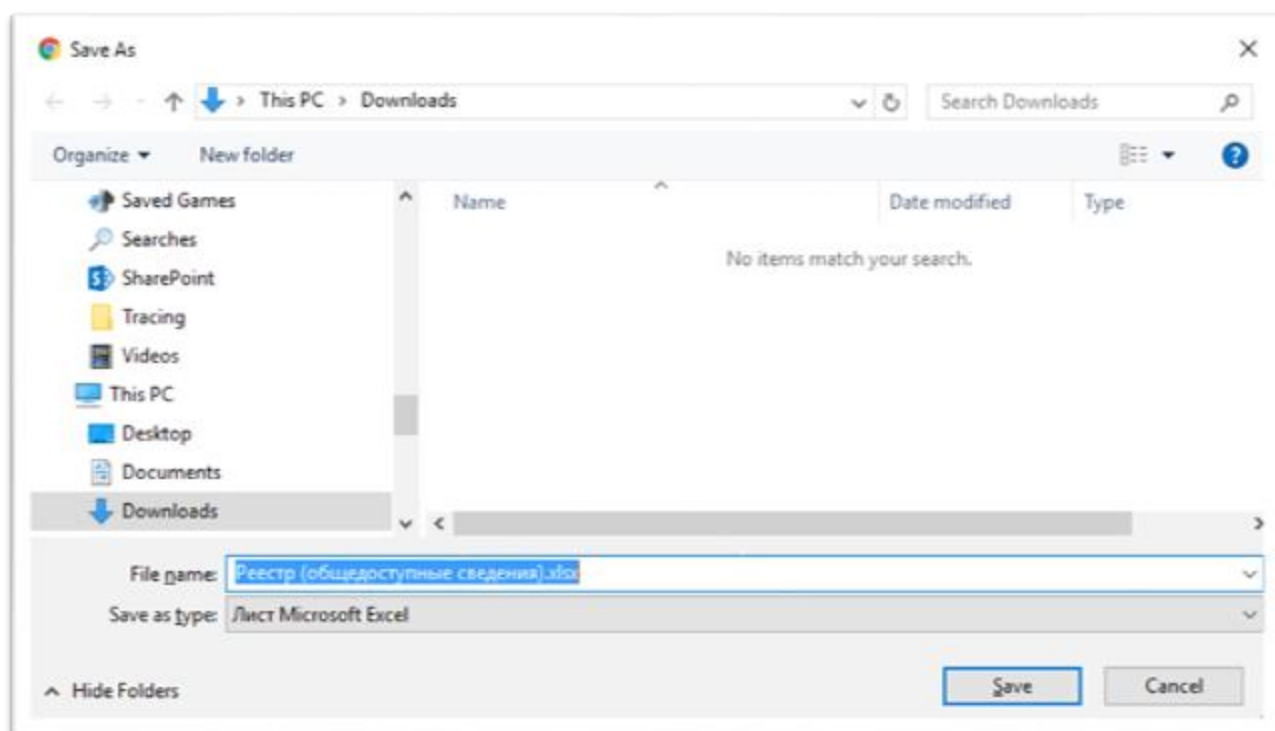 Save As
This PC > Downloads
Search Downloads
Organize
New folder
Name
Date modified
Type
Saved Games
Searches
SharePoint
Tracing
Videos
This PC
Desktop
Documents
Downloads
No items match your search.
File name: Реестр (общедоступные сведения).xlsx
Save as type: Лист Microsoft Excel
Hide Folders
Save
Cancel